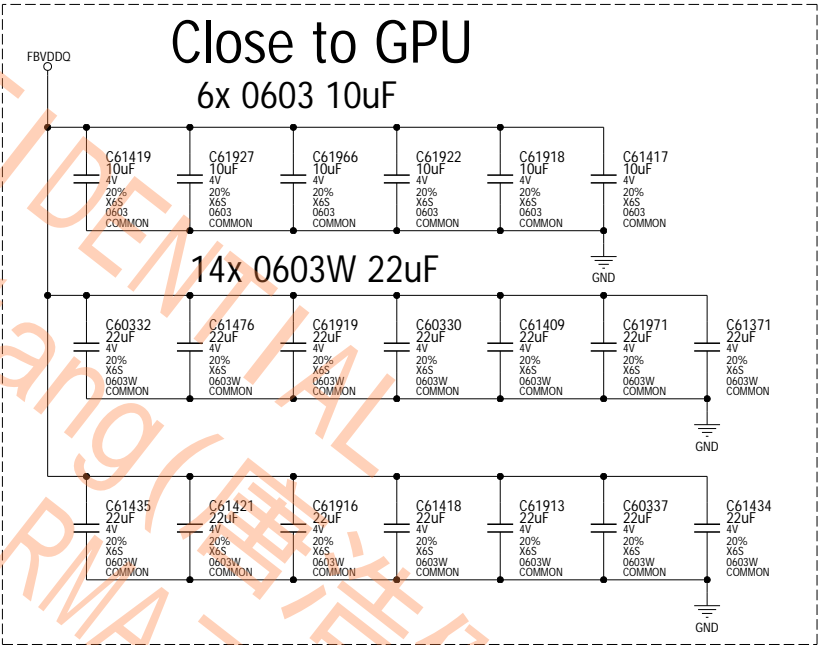 Close to GPU
FBVDDQ
6x 0603 10uF
C61419 C61927 C61966 C61922 C61918 C61417
10uF 10uF 10uF 10uF 10uF 10uF
4V 4V 4V 4V 4V 4V
20% 20% 20% 20% 20% 20%
X6S X6S X6S X6S X6S X6S
0603 0603 0603 0603 0603 0603
COMMON COMMON COMMON COMMON COMMON COMMON
GND
14x 0603W 22uF
C60332 C61476 C61919 C60330 C61409 C61971 C61371
22uF 22uF 22uF 22uF 22uF 22uF 22uF
4V 4V 4V 4V 4V 4V 4V
20% 20% 20% 20% 20% 20% 20%
X6S X6S X6S X6S X6S X6S X6S
0603W 0603W 0603W 0603W 0603W 0603W 0603W
COMMON COMMON COMMON COMMON COMMON COMMON COMMON
GND
C61435 C61421 C61916 C61418 C61913 C60337 C61434
22uF 22uF 22uF 22uF 22uF 22uF 22uF
4V 4V 4V 4V 4V 4V 4V
20% 20% 20% 20% 20% 20% 20%
X6S X6S X6S X6S X6S X6S X6S
0603W 0603W 0603W 0603W 0603W 0603W 0603W
COMMON COMMON COMMON COMMON COMMON COMMON COMMON
GND
IDENTIAL
ang(唐浩
RMA